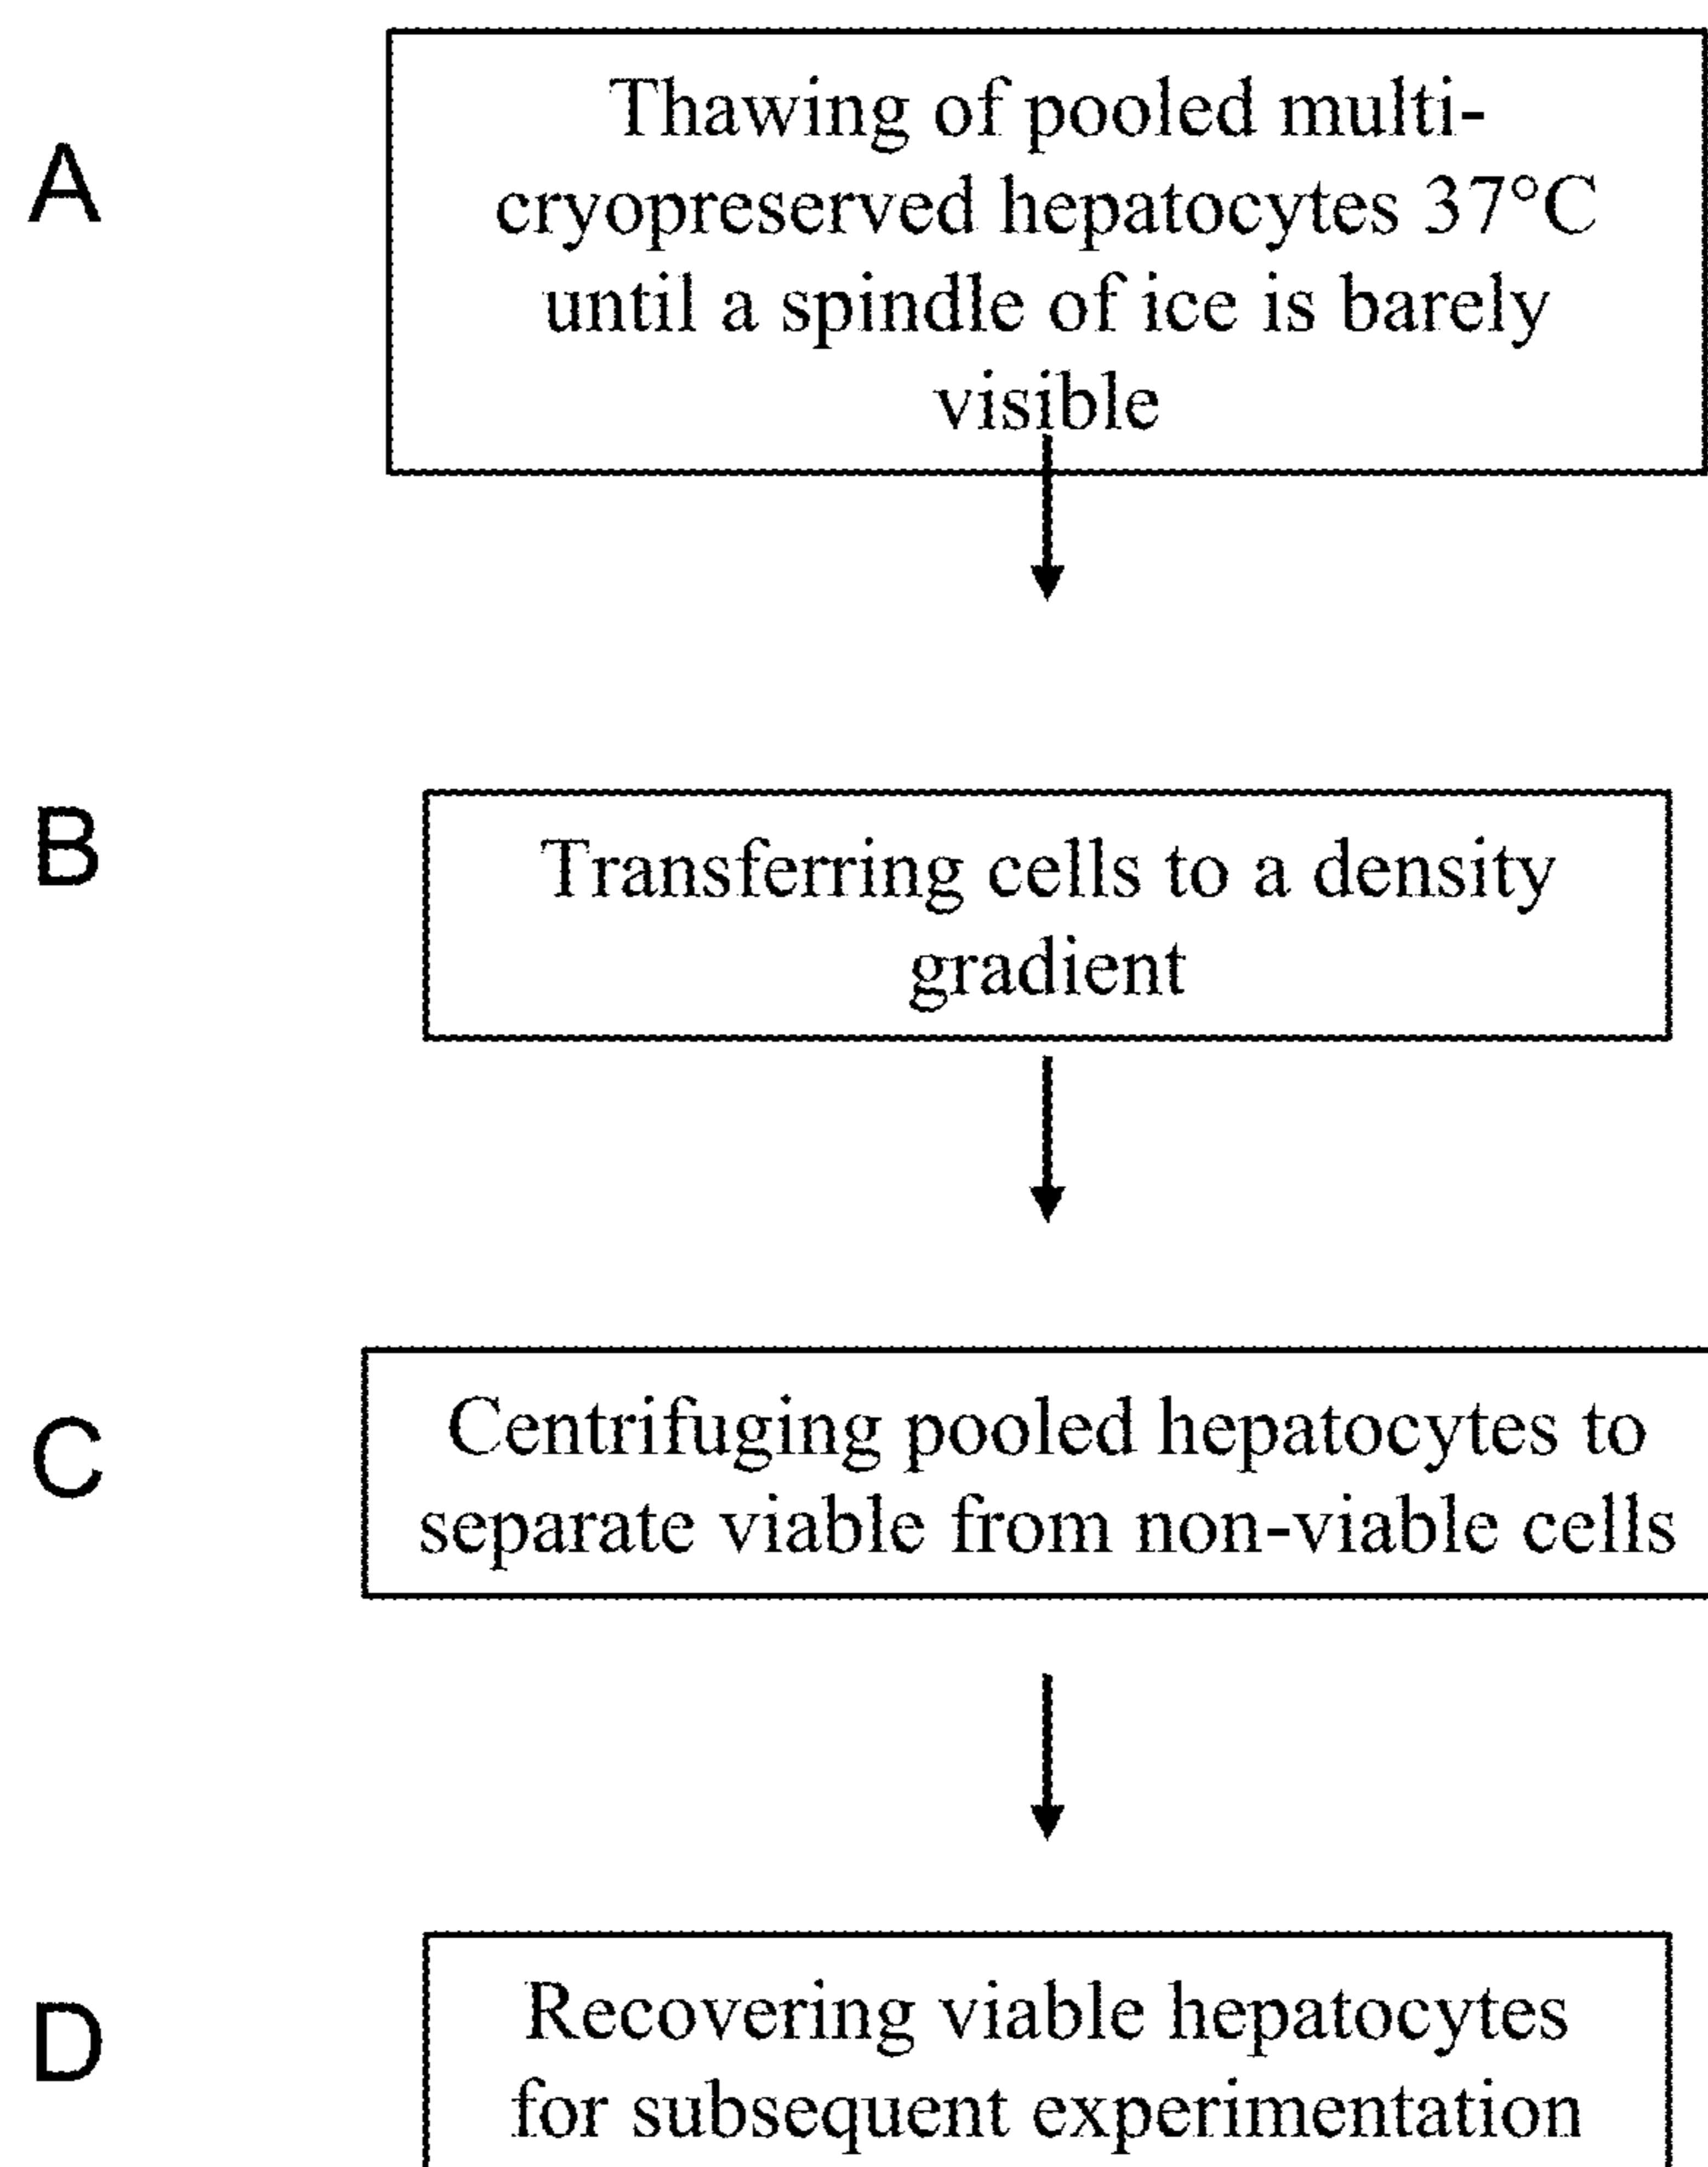 A
Thawing of pooled multi-
cryopreserved hepatocytes 37°C
until a spindle of ice is barely
visible
B
Transferring cells to a density
gradient
C
Centrifuging pooled hepatocytes to
separate viable from non-viable cells
D
Recovering viable hepatocytes
for subsequent experimentation